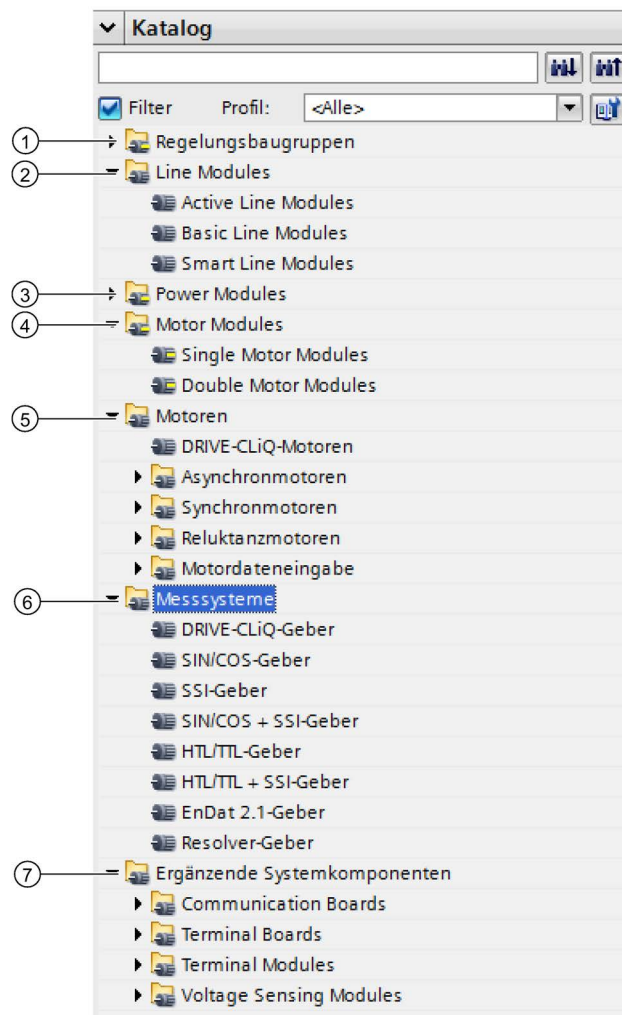 Katalog
Filter Profil: <Alle>
① Regelungsbaugruppen
② Line Modules
Active Line Modules
Basic Line Modules
Smart Line Modules
③ Power Modules
④ Motor Modules
Single Motor Modules
Double Motor Modules
⑤ Motoren
DRIVE-CLiQ-Motoren
Asynchronmotoren
Synchronmotoren
Reluktanzmotoren
Motordateneingabe
⑥ Messsysteme
DRIVE-CLiQ-Geber
SIN/COS-Geber
SSI-Geber
SIN/COS + SSI-Geber
HTL/TTL-Geber
HTL/TTL + SSI-Geber
EnDat 2.1-Geber
Resolver-Geber
⑦ Ergänzende Systemkomponenten
Communication Boards
Terminal Boards
Terminal Modules
Voltage Sensing Modules